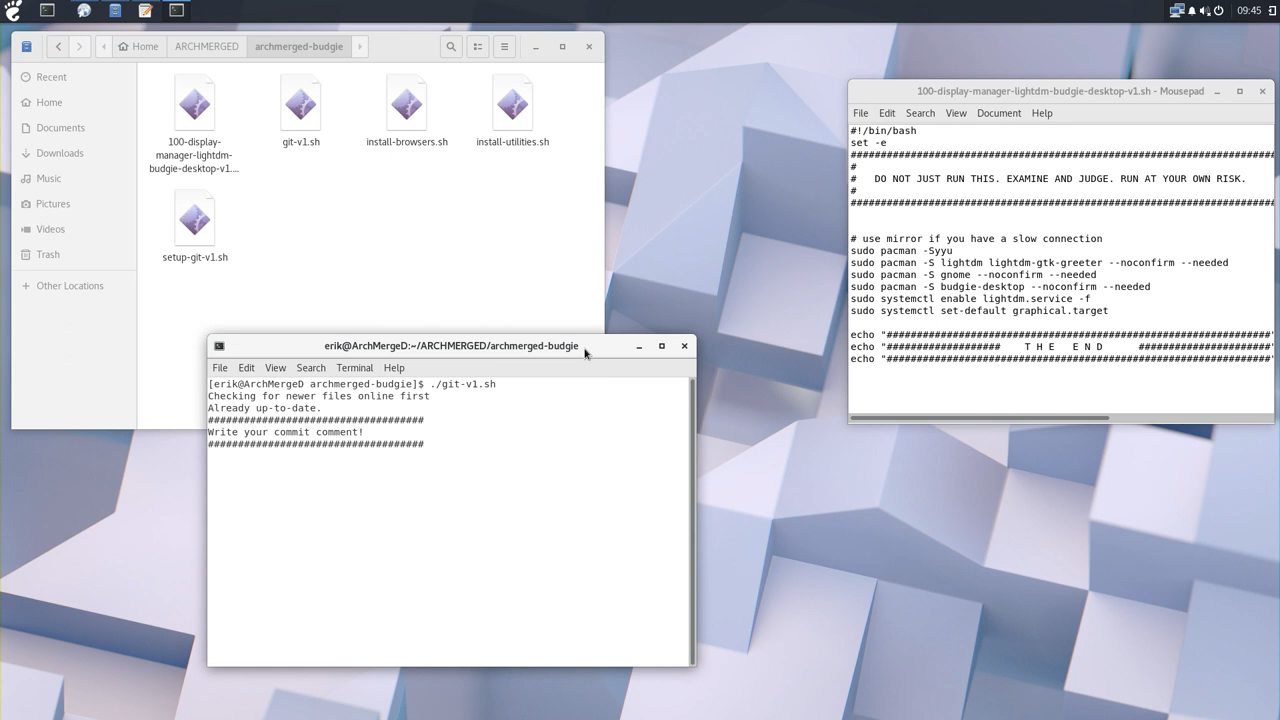 09:45
Home
ARCHMERGED
archmerged-budgie
Recent
Home
Documents
Downloads
Music
Pictures
Videos
Trash
Other Locations
100-display-
manager-lightdm-
budgie-desktop-v1....
git-v1.sh
install-browsers.sh
install-utilities.sh
setup-git-v1.sh
erik@ArchMergeD:~/ARCHMERGED/archmerged-budgie
File Edit View Search Terminal Help
[erik@ArchMergeD archmerged-budgie]$ ./git-v1.sh
Checking for newer files online first
Already up-to-date.
####################################
Write your commit comment!
####################################
100-display-manager-lightdm-budgie-desktop-v1.sh - Mousepad
File Edit Search View Document Help
#!/bin/bash
set -e
#######################################################################
#
#   DO NOT JUST RUN THIS. EXAMINE AND JUDGE. RUN AT YOUR OWN RISK.
#
#######################################################################
# use mirror if you have a slow connection
sudo pacman -Syyu
sudo pacman -S lightdm lightdm-gtk-greeter --noconfirm --needed
sudo pacman -S gnome --noconfirm --needed
sudo pacman -S budgie-desktop --noconfirm --needed
sudo systemctl enable lightdm.service -f
sudo systemctl set-default graphical.target
echo "################################################################"
echo "###################    T H E   E N D      ######################"
echo "################################################################"